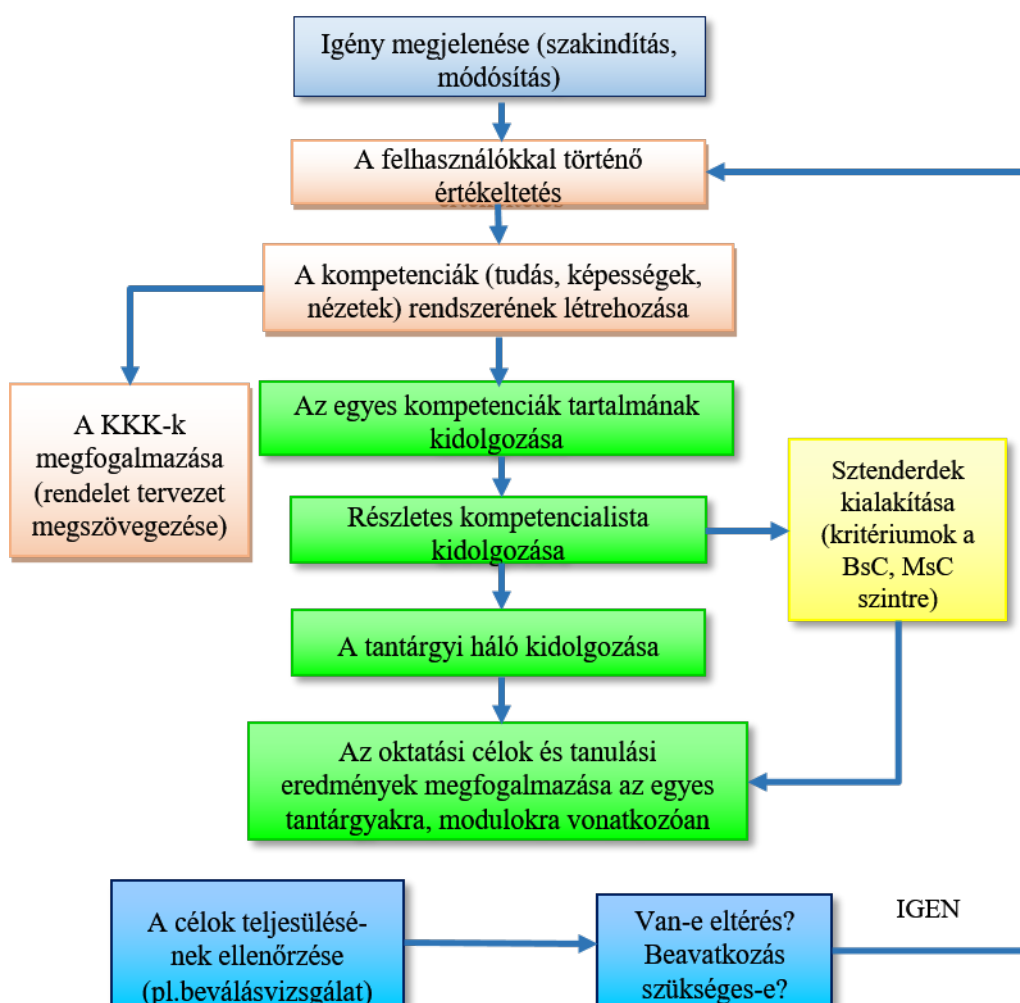 Igény megjelenése (szakindítás,
módósítás)
A felhasználókkal történő
értékeltetés
A kompetenciák (tudás, képességek,
nézetek) rendszerének létrehozása
A KKK-k
megfogalmazása
(rendelet tervezet
megszövegezése)
Az egyes kompetenciák tartalmának
kidolgozása
Részletes kompetencialista
kidolgozása
Sztenderdek
kialakítása
(kritériumok a
BsC, MsC
szintre)
A tantárgyi háló kidolgozása
Az oktatási célok és tanulási
eredmények megfogalmazása az egyes
tantárgyakra, modulokra vonatkozóan
A célok teljesülésé-
nek ellenőrzése
(pl.beválásvizsgálat)
Van-e eltérés?
Beavatkozás
szükséges-e?
IGEN